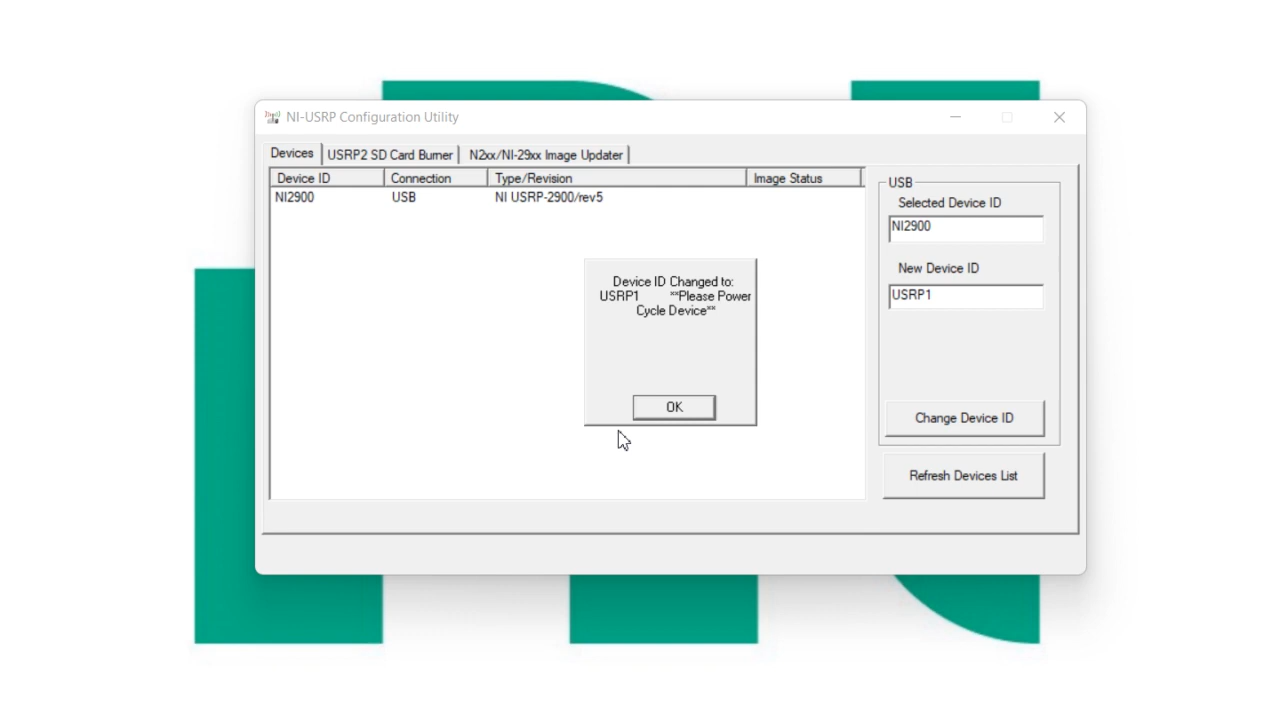 NI-USRP Configuration Utility
Devices
USRP2 SD Card Burner
N2xx/NI-29xx Image Updater
Device ID
Connection
Type/Revision
Image Status
NI2900
USB
NI USRP-2900/rev5
USB
Selected Device ID
NI2900
New Device ID
USRP1
Change Device ID
Refresh Devices List
Device ID Changed to:
USRP1 **Please Power
Cycle Device**
OK